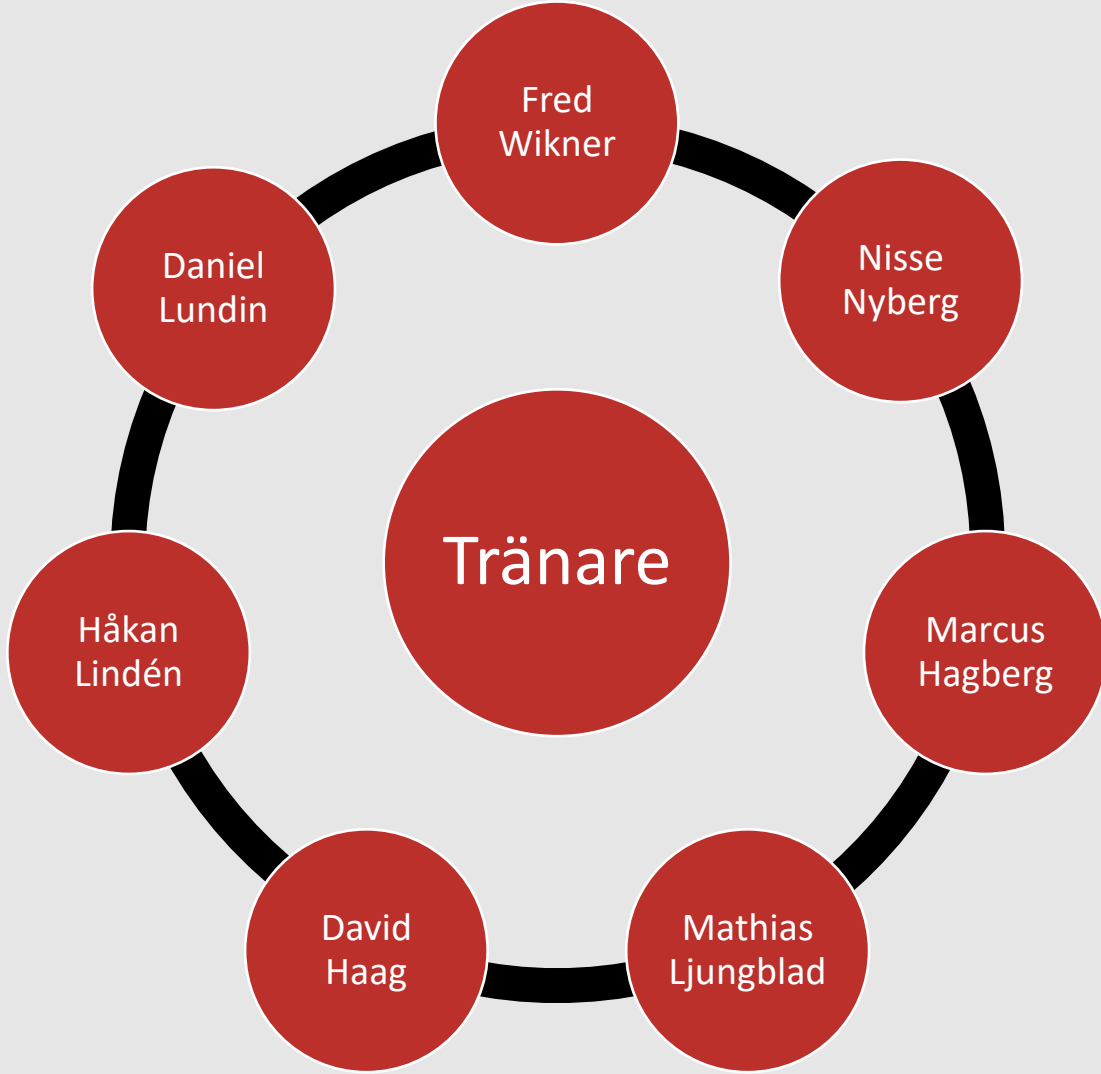 Fred
Wikner
Nisse
Nyberg
Marcus
Hagberg
Mathias
Ljungblad
David
Haag
Håkan
Lindén
Daniel
Lundin
Tränare